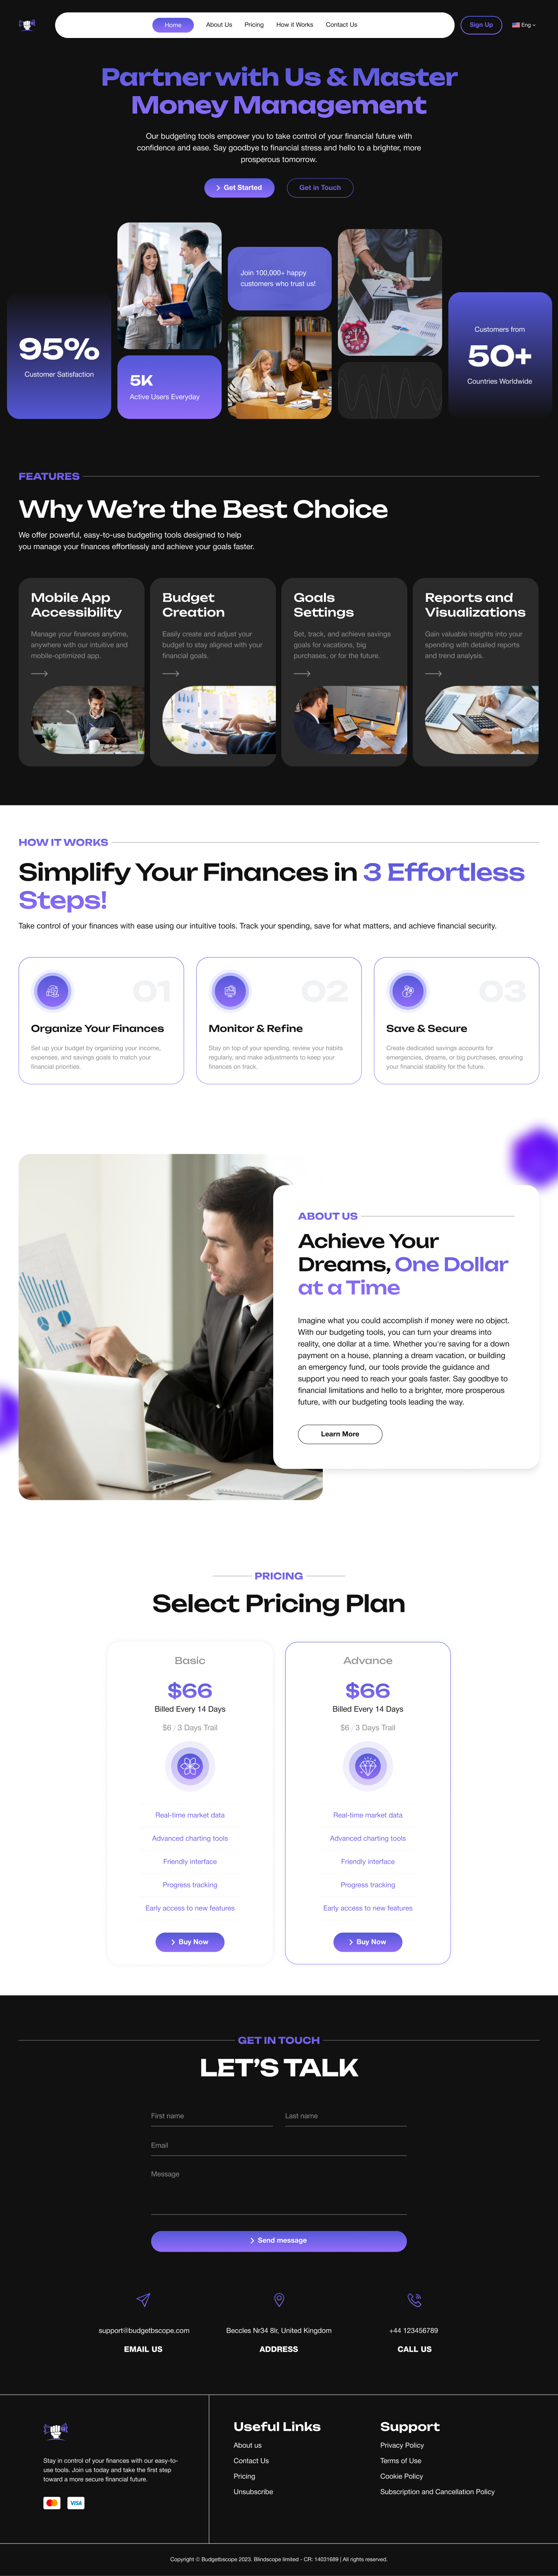 Home
About Us
Pricing
How it Works
Contact Us
Sign Up
Eng
Partner with Us & Master
Money Management
Our budgeting tools empower you to take control of your financial future with
confidence and ease. Say goodbye to financial stress and hello to a brighter, more
prosperous tomorrow.
Get Started
Get in Touch
95%
Customer Satisfaction
5K
Active Users Everyday
Join 100,000+ happy
customers who trust us!
Customers from
50+
Countries Worldwide
FEATURES
Why We're the Best Choice
We offer powerful, easy-to-use budgeting tools designed to help
you manage your finances effortlessly and achieve your goals faster.
Mobile App
Accessibility
Manage your finances anytime,
anywhere with our intuitive and
mobile-optimized app.
Budget
Creation
Easily create and adjust your
budget to stay aligned with your
financial goals.
Goals
Settings
Set, track, and achieve savings
goals for vacations, big
purchases, or for the future.
Reports and
Visualizations
Gain valuable insights into your
spending with detailed reports
and trend analysis.
HOW IT WORKS
Simplify Your Finances in 3 Effortless
Steps!
Take control of your finances with ease using our intuitive tools. Track your spending, save for what matters, and achieve financial security.
01
Organize Your Finances
Set up your budget by organizing your income,
expenses, and savings goals to match your
financial priorities.
02
Monitor & Refine
Stay on top of your spending, review your habits
regularly, and make adjustments to keep your
finances on track.
03
Save & Secure
Create dedicated savings accounts for
emergencies, dreams, or big purchases, ensuring
your financial stability for the future.
ABOUT US
Achieve Your
Dreams, One Dollar
at a Time
Imagine what you could accomplish if money were no object.
With our budgeting tools, you can turn your dreams into
reality, one dollar at a time. Whether you're saving for a down
payment on a house, planning a dream vacation, or building
an emergency fund, our tools provide the guidance and
support you need to reach your goals faster. Say goodbye to
financial limitations and hello to a brighter, more prosperous
future, with our budgeting tools leading the way.
Learn More
PRICING
Select Pricing Plan
Basic
$66
Billed Every 14 Days
$6 / 3 Days Trail
Real-time market data
Advanced charting tools
Friendly interface
Progress tracking
Early access to new features
Buy Now
Advance
$66
Billed Every 14 Days
$6 / 3 Days Trail
Real-time market data
Advanced charting tools
Friendly interface
Progress tracking
Early access to new features
Buy Now
GET IN TOUCH
LET'S TALK
First name
Last name
Email
Message
Send message
support@budgetbscope.com
EMAIL US
Beccles Nr34 8lr, United Kingdom
ADDRESS
+44 123456789
CALL US
Stay in control of your finances with our easy-to-
use tools. Join us today and take the first step
toward a more secure financial future.
VISA
Useful Links
About us
Contact Us
Pricing
Unsubscribe
Support
Privacy Policy
Terms of Use
Cookie Policy
Subscription and Cancellation Policy
Copyright © Budgetbscope 2023. Blindscope limited - CR: 14031689 | All rights reserved.